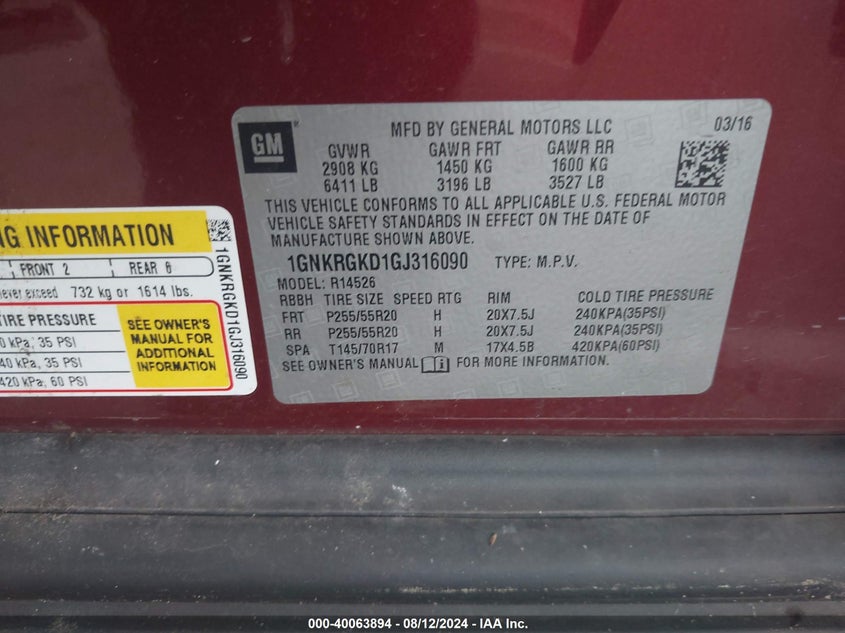 GM
MFD BY GENERAL MOTORS LLC 03/16
GVWR GAWR FRT GAWR RR
2908 KG 1450 KG 1600 KG
6411 LB 3196 LB 3527 LB
THIS VEHICLE CONFORMS TO ALL APPLICABLE U.S. FEDERAL MOTOR
VEHICLE SAFETY STANDARDS IN EFFECT ON THE DATE OF
MANUFACTURE SHOWN ABOVE.
1GNKRGKD1GJ316090 TYPE: M.P.V.
MODEL: R14526
RBBH TIRE SIZE SPEED RTG RIM COLD TIRE PRESSURE
FRT P255/55R20 H 20X7.5J 240KPA(35PSI)
RR P255/55R20 H 20X7.5J 240KPA(35PSI)
SPA T145/70R17 M 17X4.5B 420KPA(60PSI)
SEE OWNERS MANUAL FOR MORE INFORMATION.
NG INFORMATION
FRONT 2 REAR 6
never exceed 732 kg or 1614 lbs.
TIRE PRESSURE
0 kPa, 35 PSI
40 kPa, 35 PSI
420 kPa, 60 PSI
SEE OWNER'S
MANUAL FOR
ADDITIONAL
INFORMATION
1GNKRGKD1GJ316090
000-40063894 - 08/12/2024 - IAA Inc.